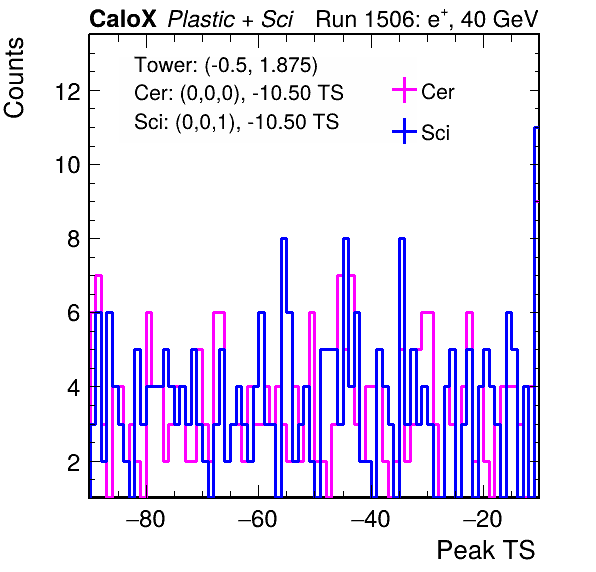 CaloX Plastic + Sci Run 1506: e+, 40 GeV
Counts
Tower: (-0.5, 1.875)
Cer: (0,0,0), -10.50 TS
Sci: (0,0,1), -10.50 TS
Cer
Sci
12
10
8
6
4
2
−80 −60 −40 −20
Peak TS